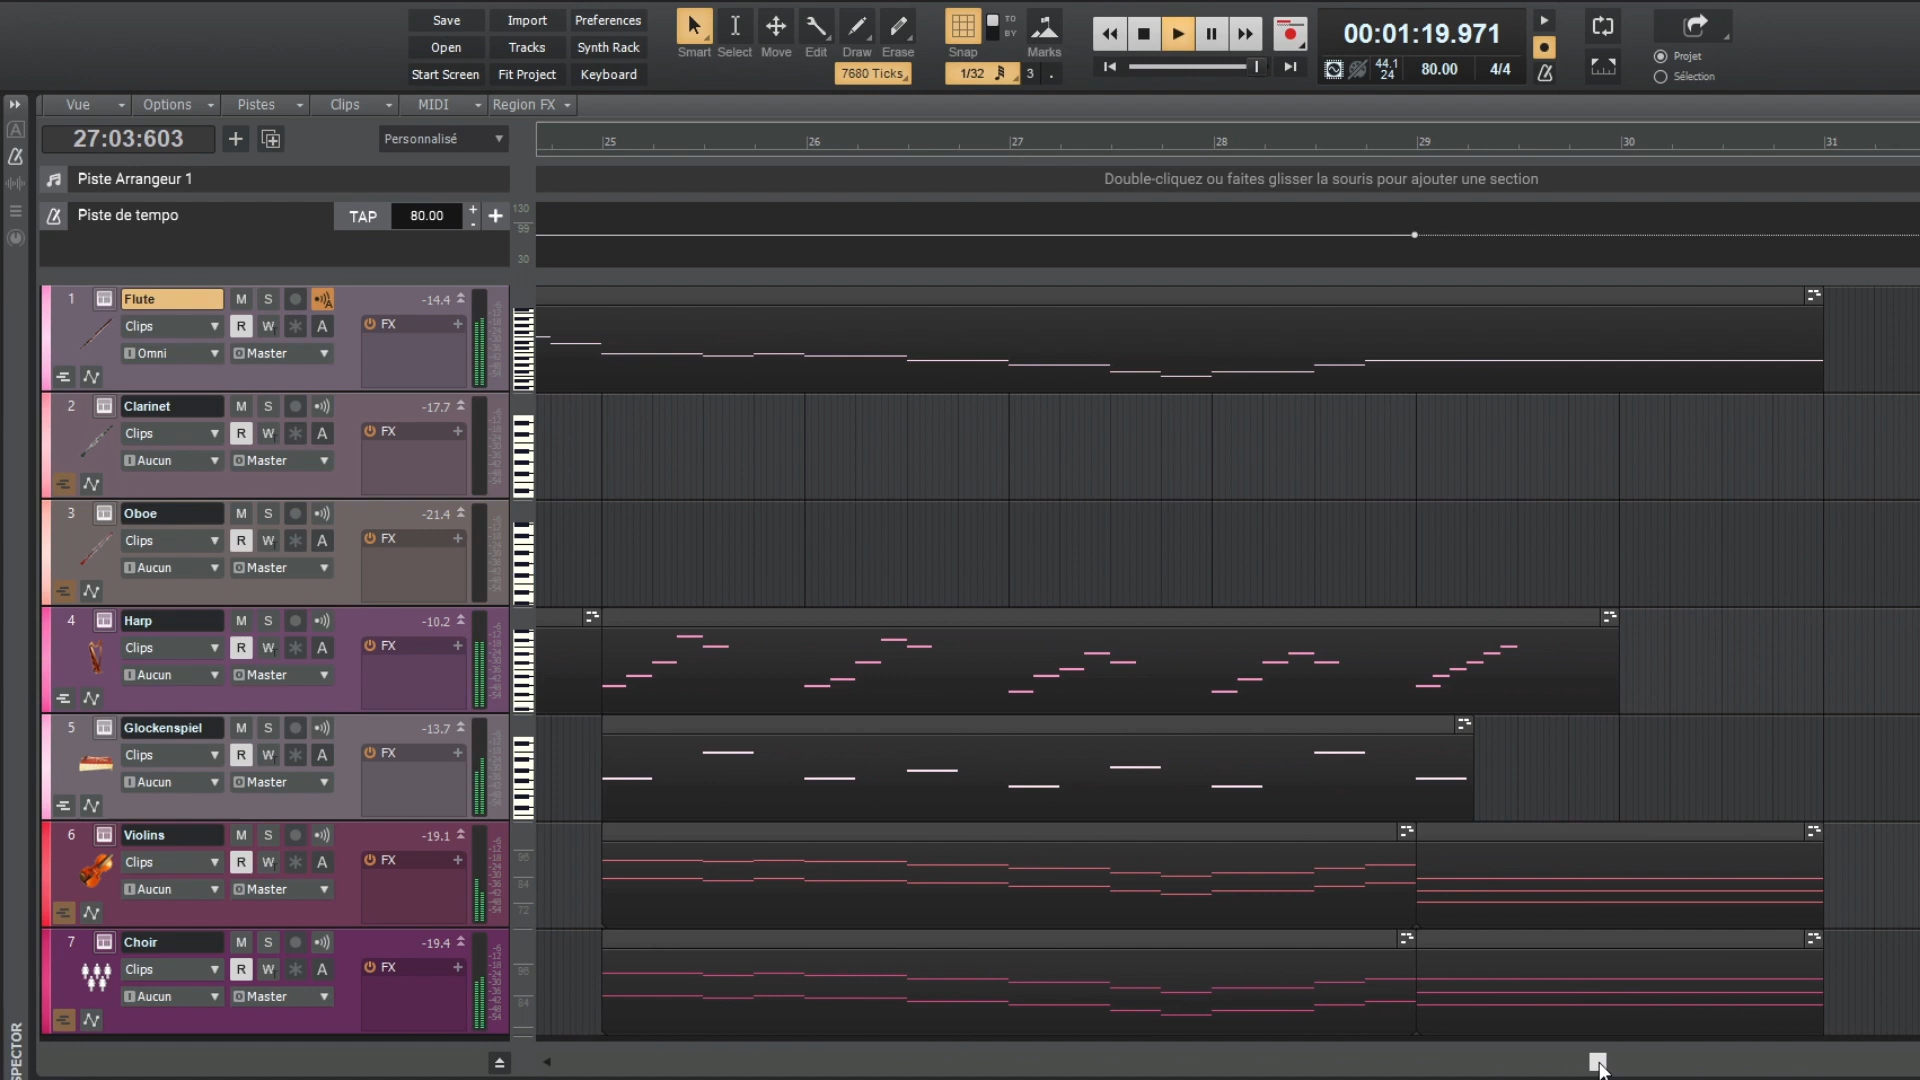 Save Import Preferences
Open Tracks Synth Rack
Start Screen Fit Project Keyboard
Smart Select Move Edit Draw Erase
7680 Ticks
Snap TO BY Marks
1/32 3 .
00:01:19.971
44.1 24 80.00 4/4
Projet
Sélection
Vue Options Pistes Clips MIDI Region FX
27:03:603 + Personnalisé
25 26 27 28 29 30 31
Piste Arrangeur 1
Double-cliquez ou faites glisser la souris pour ajouter une section
Piste de tempo TAP 80.00 + - +
130
99
30
1 Flute M S -14.4
Clips R W A FX +
Omni Master
2 Clarinet M S -17.7
Clips R W A FX +
Aucun Master
3 Oboe M S -21.4
Clips R W A FX +
Aucun Master
4 Harp M S -10.2
Clips R W A FX +
Aucun Master
5 Glockenspiel M S -13.7
Clips R W A FX +
Aucun Master
6 Violins M S -19.1
Clips R W A FX +
Aucun Master
96
84
72
7 Choir M S -19.4
Clips R W A FX +
Aucun Master
96
84
SPECTOR